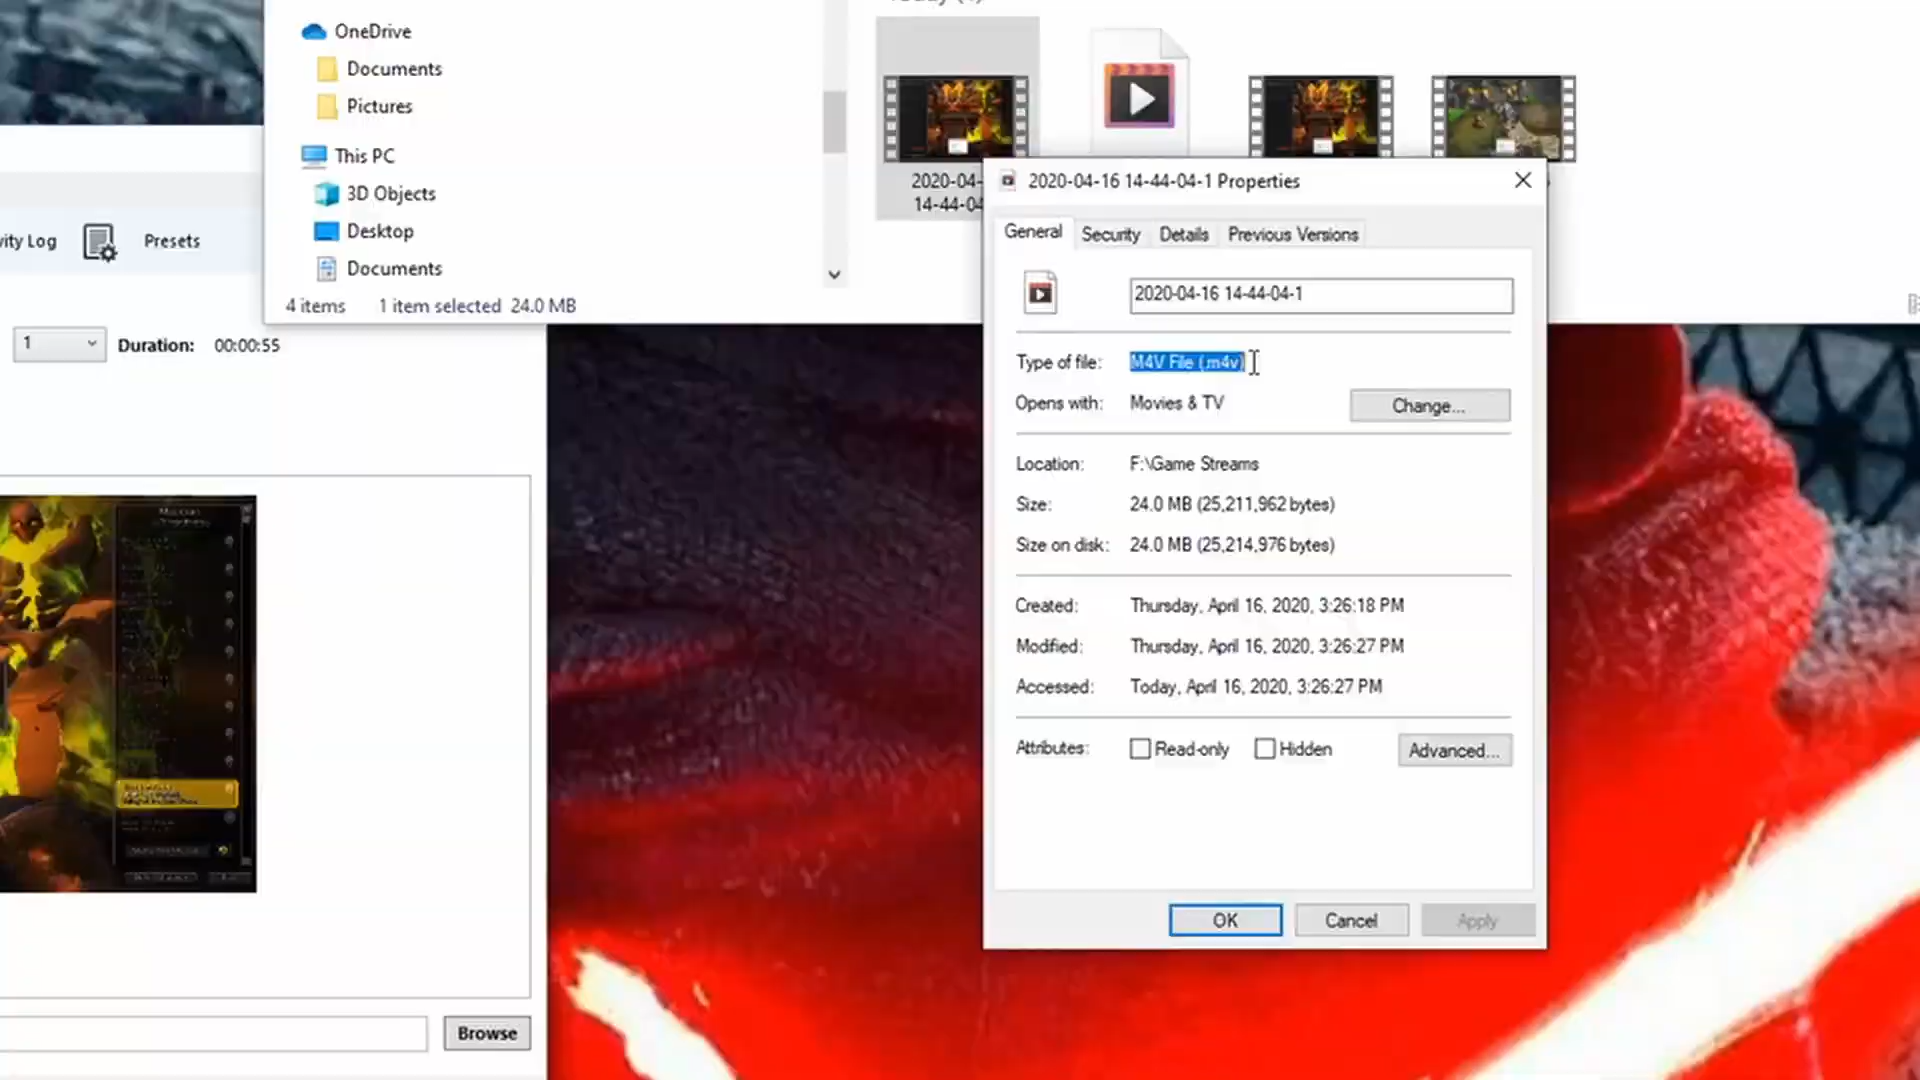 OneDrive
Documents
Pictures
This PC
3D Objects
Desktop
Documents
4 items 1 item selected 24.0 MB
2020-04-
14-44-04
vity Log Presets
1 Duration: 00:00:55
Browse
2020-04-16 14-44-04-1 Properties
General Security Details Previous Versions
2020-04-16 14-44-04-1
Type of file: M4V File (.m4v)
Opens with: Movies & TV Change...
Location: F:\Game Streams
Size: 24.0 MB (25,211,962 bytes)
Size on disk: 24.0 MB (25,214,976 bytes)
Created: Thursday, April 16, 2020, 3:26:18 PM
Modified: Thursday, April 16, 2020, 3:26:27 PM
Accessed: Today, April 16, 2020, 3:26:27 PM
Attributes: Read-only Hidden Advanced...
OK Cancel Apply